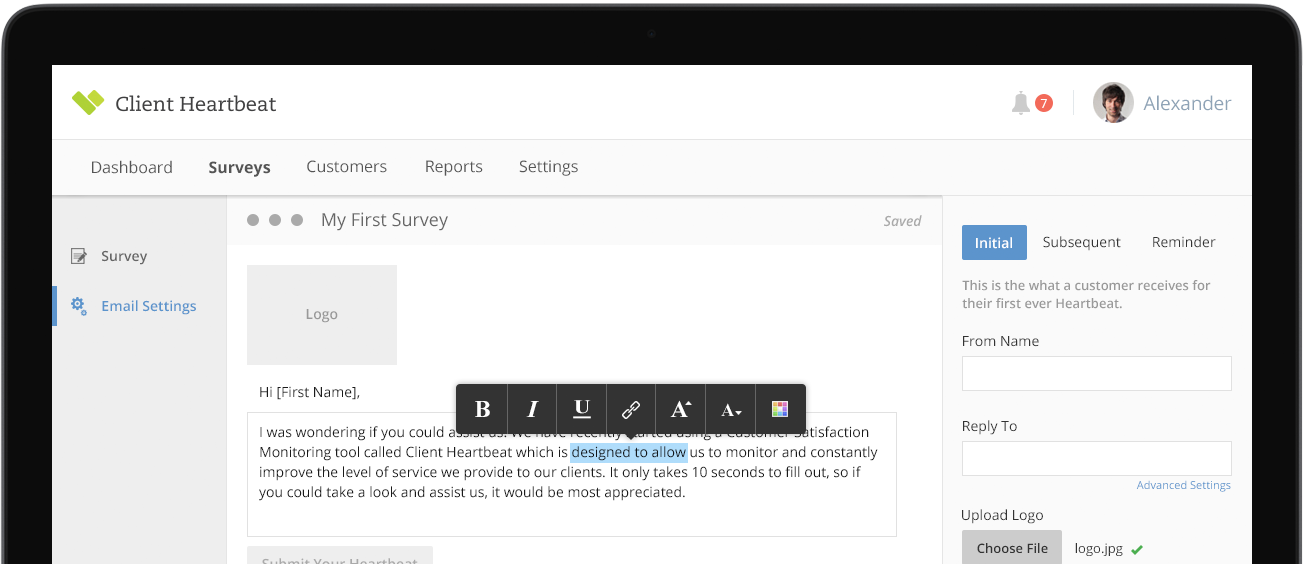 Client Heartbeat
7
Alexander
Dashboard
Surveys
Customers
Reports
Settings
Survey
Email Settings
My First Survey
Saved
Logo
Hi [First Name],
B I U A A
I was wondering if you could assist us. We have recently started using a Customer Satisfaction
Monitoring tool called Client Heartbeat which is designed to allow us to monitor and constantly
improve the level of service we provide to our clients. It only takes 10 seconds to fill out, so if
you could take a look and assist us, it would be most appreciated.
Submit Your Heartbeat
Initial
Subsequent
Reminder
This is the what a customer receives for
their first ever Heartbeat.
From Name
Reply To
Advanced Settings
Upload Logo
Choose File
logo.jpg